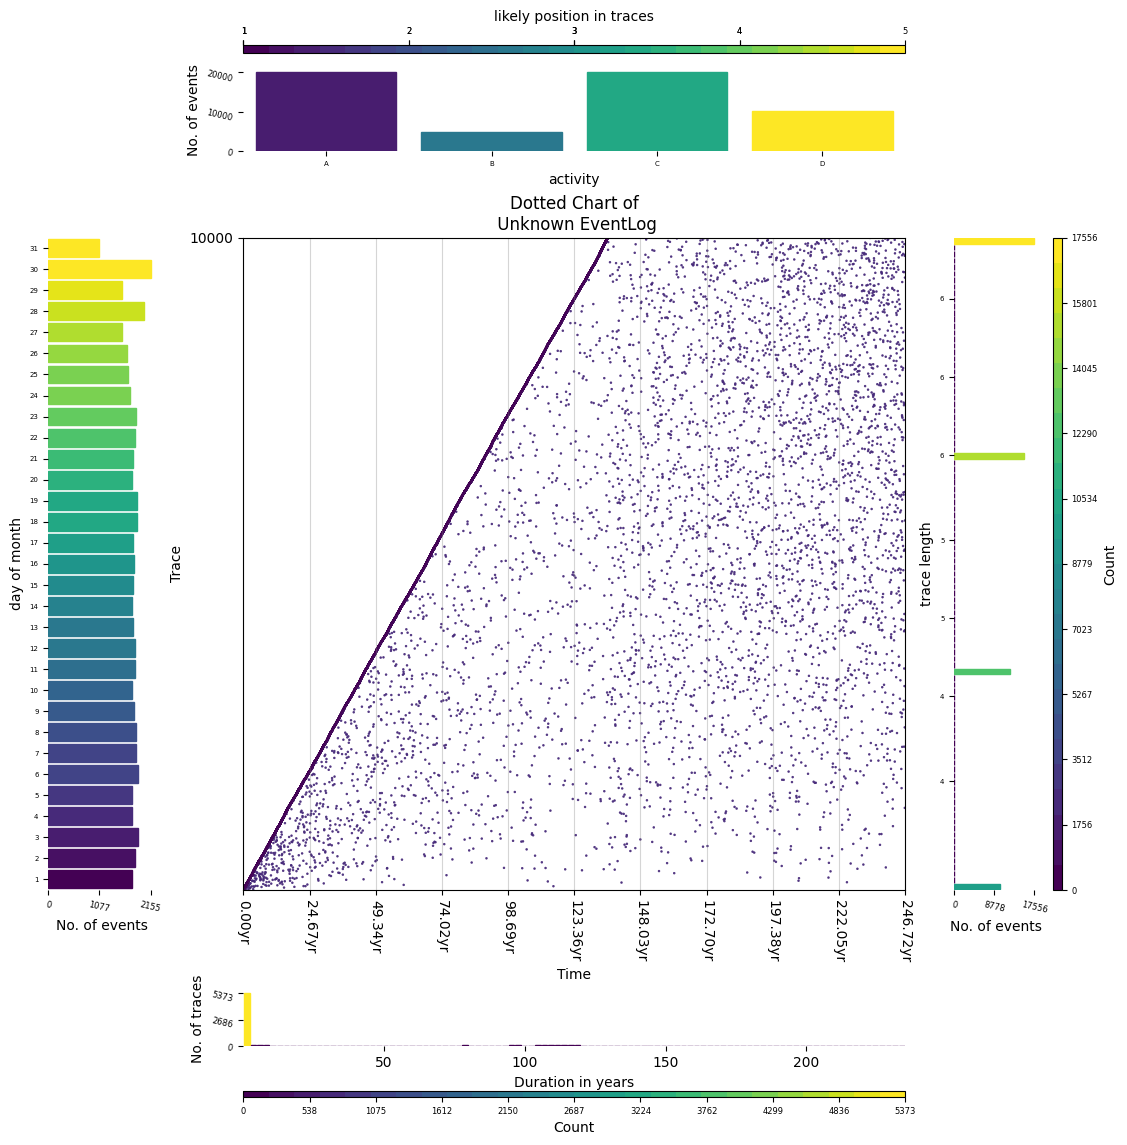 likely position in traces
1 2 3 4 5
No. of events
20000
10000
0
A B C D
activity
Dotted Chart of
Unknown EventLog
day of month
31
30
29
28
27
26
25
24
23
22
21
20
19
18
17
16
15
14
13
12
11
10
9
8
7
6
5
4
3
2
1
0 1077 2155
No. of events
Trace
10000
0.00yr 24.67yr 49.34yr 74.02yr 98.69yr 123.36yr 148.03yr 172.70yr 197.38yr 222.05yr 246.72yr
Time
trace length
6
6
6
5
5
4
4
0 8778 17556
No. of events
17556
15801
14045
12290
10534
8779
7023
5267
3512
1756
0
Count
No. of traces
5373
2686
0
50 100 150 200
Duration in years
0 538 1075 1612 2150 2687 3224 3762 4299 4836 5373
Count